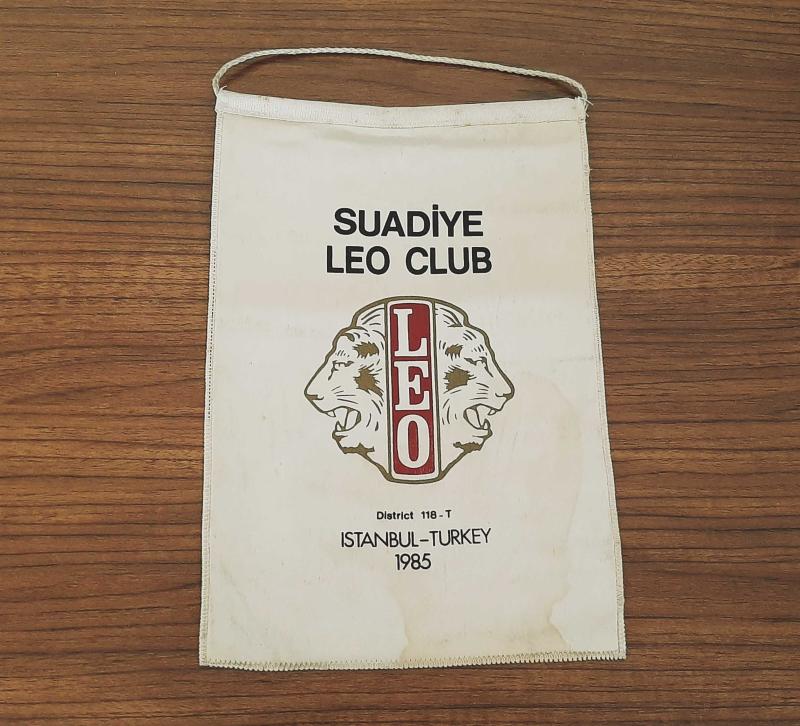 SUADİYE
LEO CLUB
LEO
District 118-T
ISTANBUL-TURKEY
1985